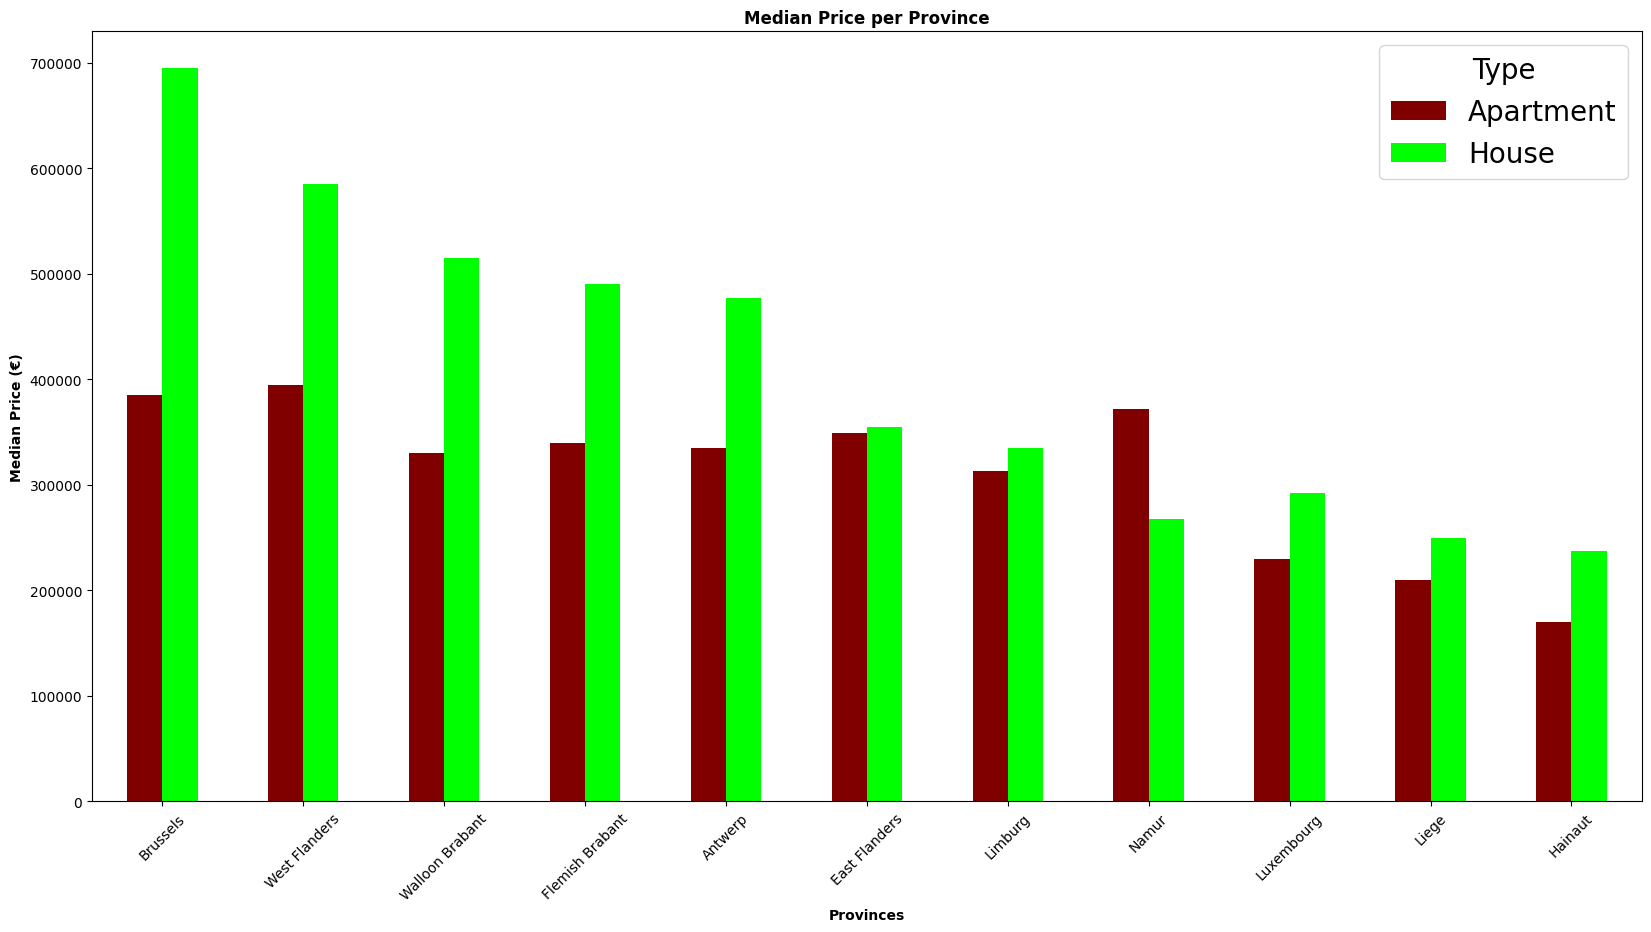 Median Price per Province
Type
Apartment
House
Median Price (€)
700000
600000
500000
400000
300000
200000
100000
0
Brussels
West Flanders
Walloon Brabant
Flemish Brabant
Antwerp
East Flanders
Limburg
Namur
Luxembourg
Liege
Hainaut
Provinces